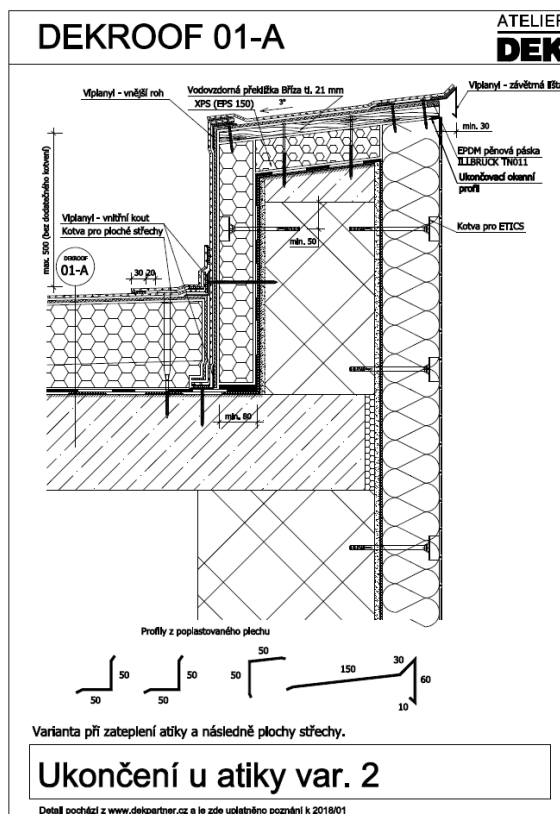 DEKROOF 01-A
ATELIER
DEK
Viplanyl - vnější roh
Vodovzdorná překližka Bříza tl. 21 mm
XPS (EPS 150)
3°
Viplanyl - závětrná lišta
min. 30
EPDM pěnová páska
ILLBRUCK TN011
Ukončovací okenní
profil
max. 500 (bez dodatečného kotvení)
Viplanyl - vnitřní kout
Kotva pro ploché střechy
min. 50
Kotva pro ETICS
DEKROOF
01-A
30
20
min. 80
Profily z poplastovaného plechu
50
50
50
50
50
50
150
30
60
10
Varianta při zateplení atiky a následně plochy střechy.
Ukončení u atiky var. 2
Detail pochází z www.dekpartner.cz a je zde uplatněno poznání k 2018/01